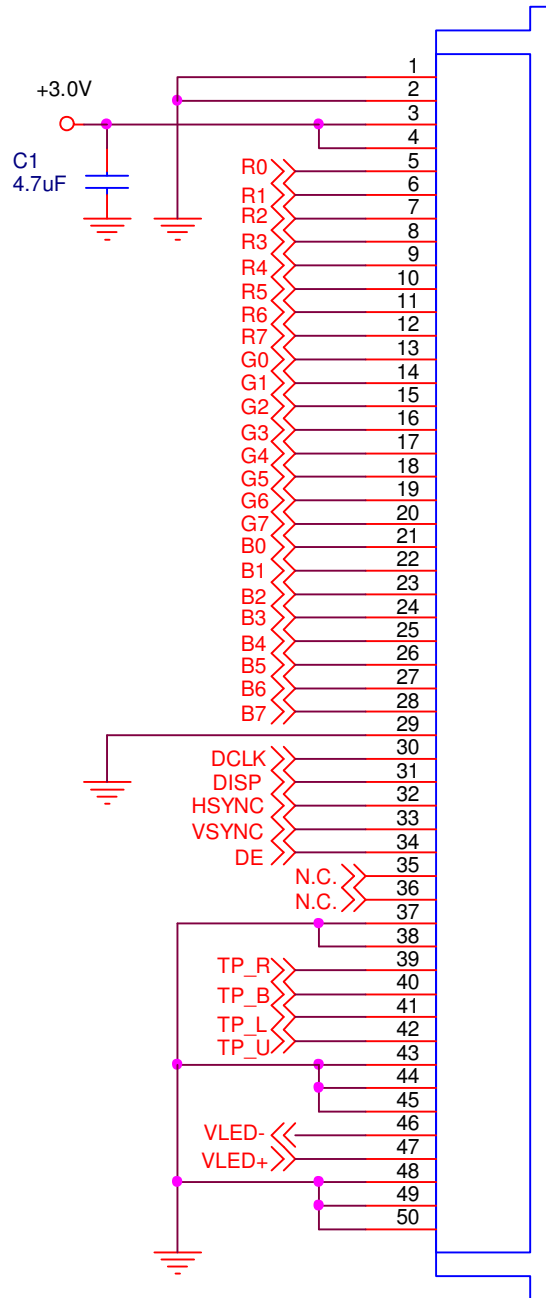 1
2
+3.0V
3
4
C1
4.7uF
R0
5
R1
6
R2
7
R3
8
R4
9
R5
10
R6
11
R7
12
G0
13
G1
14
G2
15
G3
16
G4
17
G5
18
G6
19
G7
20
B0
21
B1
22
B2
23
B3
24
B4
25
B5
26
B6
27
B7
28
29
DCLK
30
DISP
31
HSYNC
32
VSYNC
33
DE
34
N.C.
35
N.C.
36
37
38
TP_R
39
TP_B
40
TP_L
41
TP_U
42
43
44
45
VLED-
46
VLED+
47
48
49
50